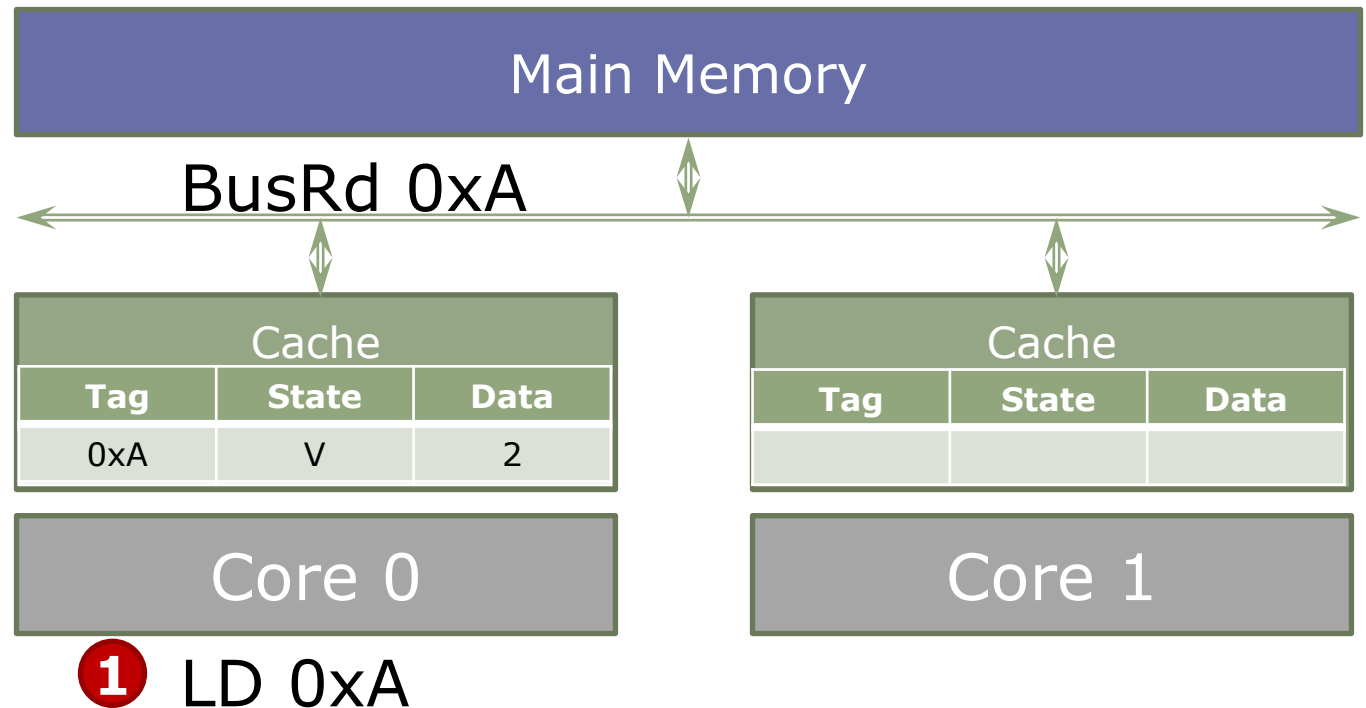 Main Memory
BusRd 0xA
Cache
Tag State Data
0xA V 2
Cache
Tag State Data
Core 0
Core 1
1 LD 0xA